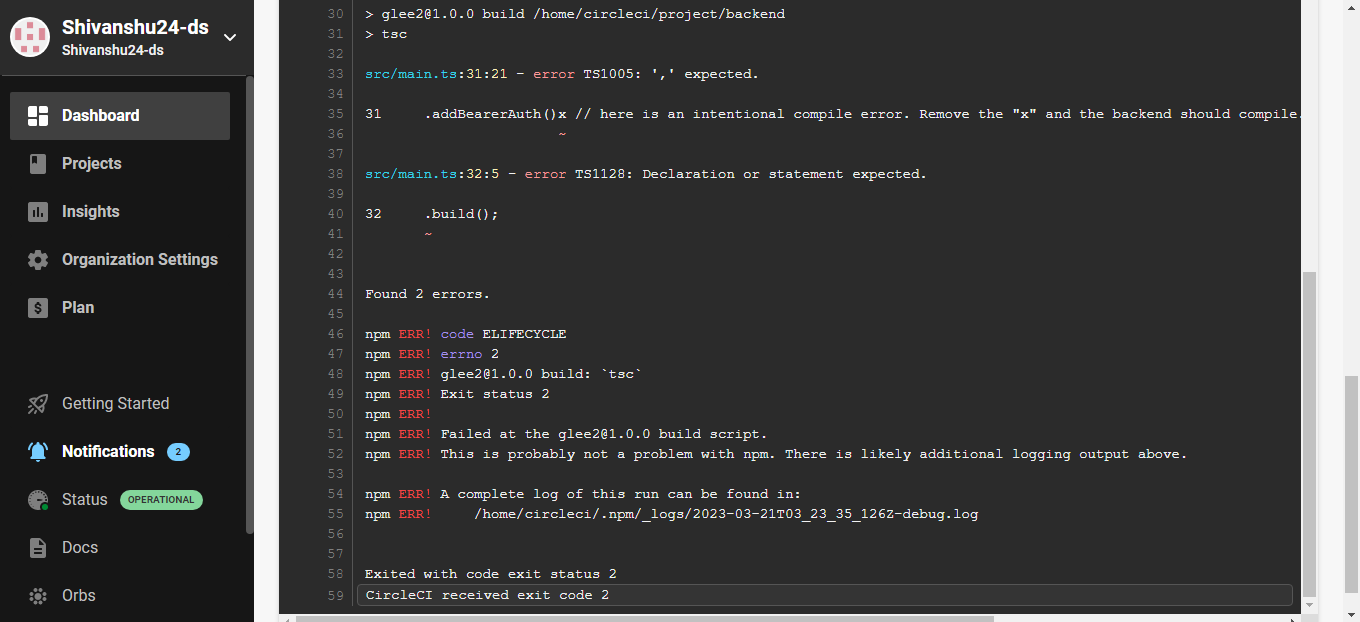 Shivanshu24-ds
Shivanshu24-ds
Dashboard
Projects
Insights
Organization Settings
Plan
Getting Started
Notifications 2
Status OPERATIONAL
Docs
Orbs
30 > glee2@1.0.0 build /home/circleci/project/backend
31 > tsc
32
33 src/main.ts:31:21 - error TS1005: ',' expected.
34
35 31     .addBearerAuth()x // here is an intentional compile error. Remove the "x" and the backend should compile.
36                     ~
37
38 src/main.ts:32:5 - error TS1128: Declaration or statement expected.
39
40 32     .build();
41     ~
42
43
44 Found 2 errors.
45
46 npm ERR! code ELIFECYCLE
47 npm ERR! errno 2
48 npm ERR! glee2@1.0.0 build: `tsc`
49 npm ERR! Exit status 2
50 npm ERR!
51 npm ERR! Failed at the glee2@1.0.0 build script.
52 npm ERR! This is probably not a problem with npm. There is likely additional logging output above.
53
54 npm ERR! A complete log of this run can be found in:
55 npm ERR!     /home/circleci/.npm/_logs/2023-03-21T03_23_35_126Z-debug.log
56
57
58 Exited with code exit status 2
59 CircleCI received exit code 2